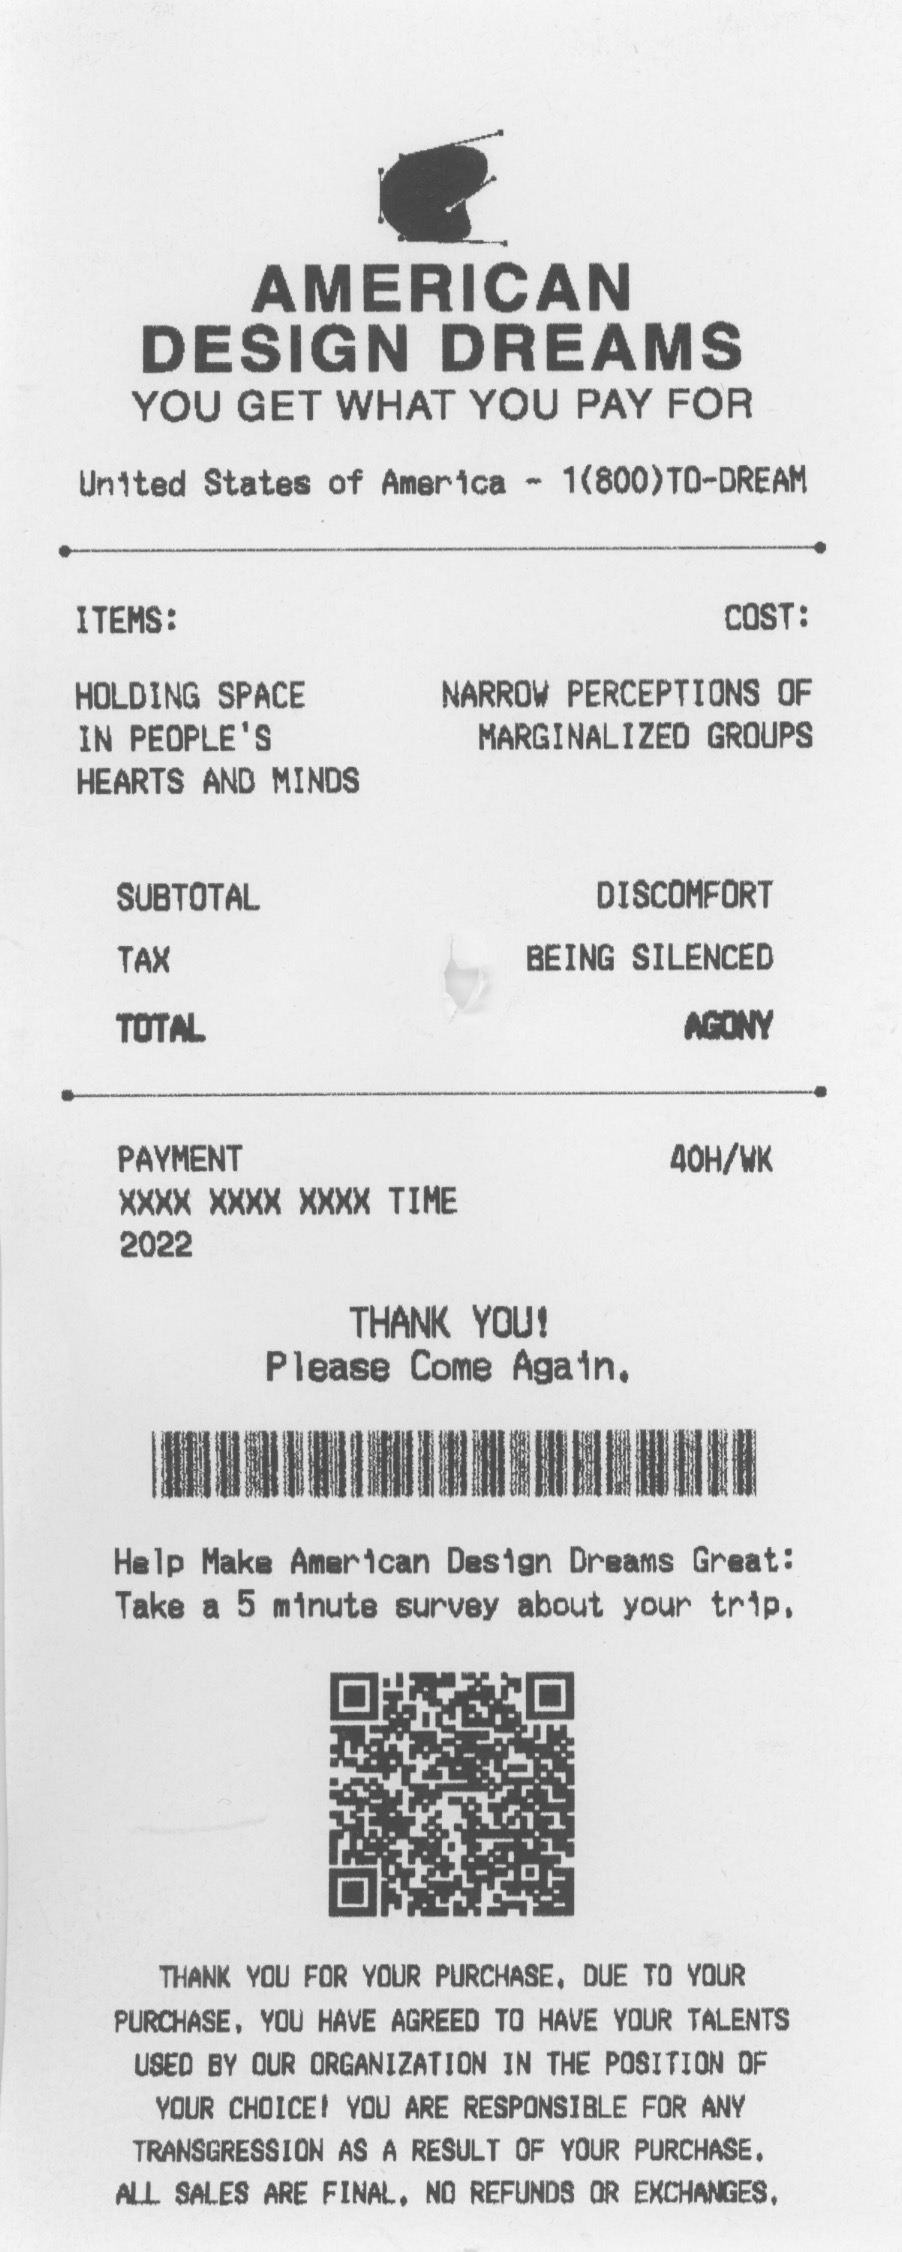 AMERICAN
DESIGN DREAMS
YOU GET WHAT YOU PAY FOR
United States of America - 1(800)TO-DREAM
ITEMS: COST:
HOLDING SPACE NARROW PERCEPTIONS OF
IN PEOPLE'S MARGINALIZED GROUPS
HEARTS AND MINDS
SUBTOTAL DISCOMFORT
TAX BEING SILENCED
TOTAL AGONY
PAYMENT 40H/WK
XXXX XXXX XXXX TIME
2022
THANK YOU!
Please Come Again.
Help Make American Design Dreams Great:
Take a 5 minute survey about your trip.
THANK YOU FOR YOUR PURCHASE. DUE TO YOUR
PURCHASE, YOU HAVE AGREED TO HAVE YOUR TALENTS
USED BY OUR ORGANIZATION IN THE POSITION OF
YOUR CHOICE! YOU ARE RESPONSIBLE FOR ANY
TRANSGRESSION AS A RESULT OF YOUR PURCHASE.
ALL SALES ARE FINAL. NO REFUNDS OR EXCHANGES.